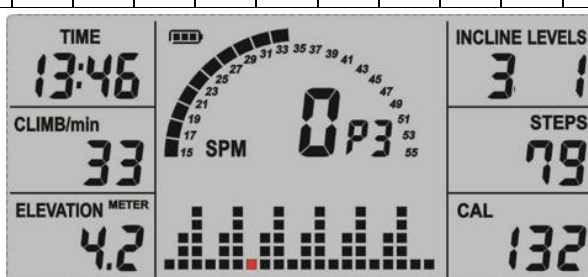 TIME
13:46
CLIMB/min
33
ELEVATION METER
4.2
15 17 19 21 23 25 27 29 31 33 35 37 39 41 43 45 47 49 51 53 55
SPM
0 P3
INCLINE LEVELS
3 1
STEPS
79
CAL
132